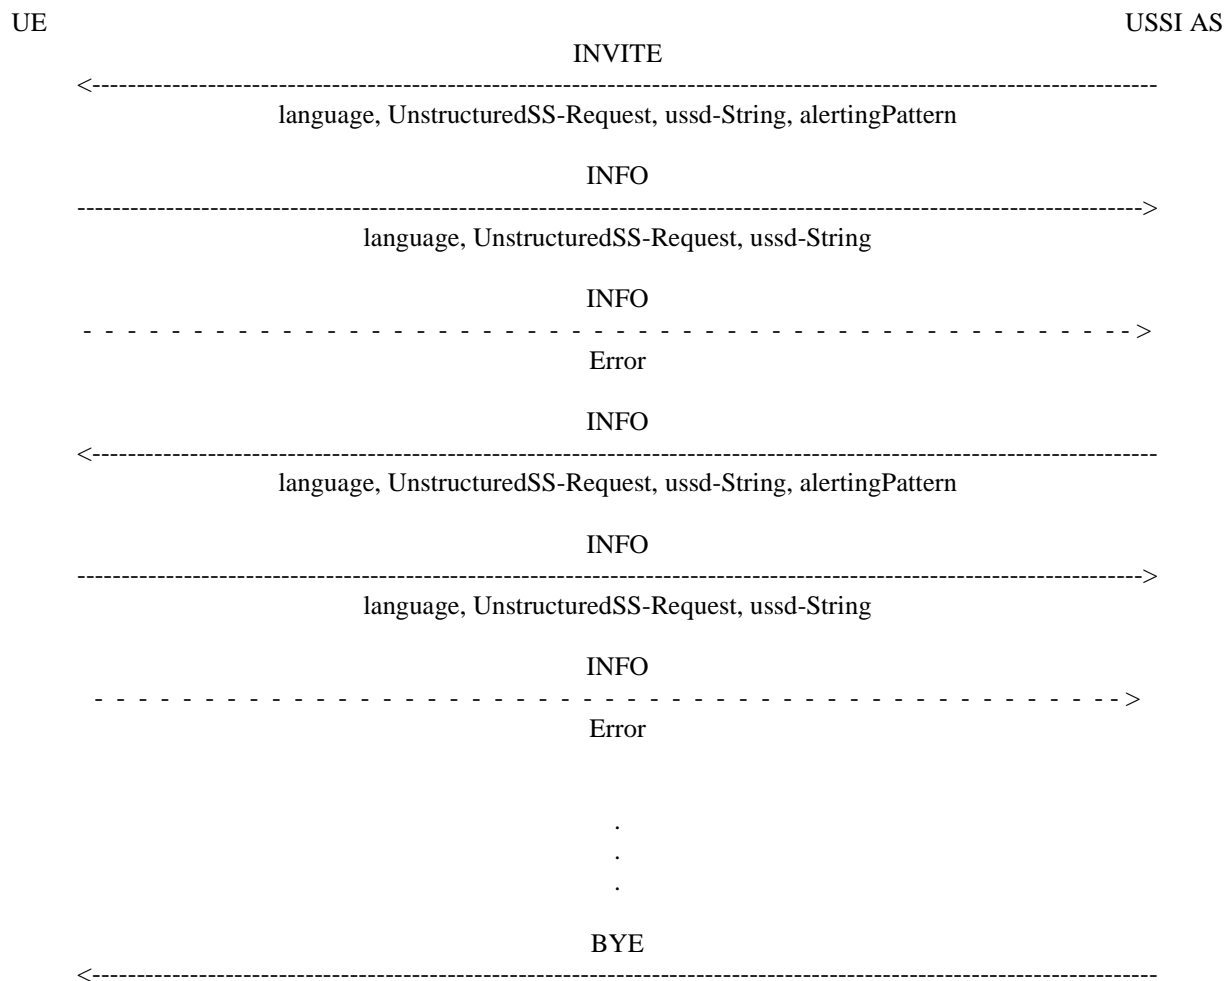 UE USSI AS
INVITE
<-----------------------------------------------------------------------------------------------------------------------
language, UnstructuredSS-Request, ussd-String, alertingPattern
INFO
----------------------------------------------------------------------------------------------------------------------->
language, UnstructuredSS-Request, ussd-String
INFO
- - - - - - - - - - - - - - - - - - - - - - - - - - - - - - - - - - - - - - - - - - - - - - - ->
Error
INFO
<-----------------------------------------------------------------------------------------------------------------------
language, UnstructuredSS-Request, ussd-String, alertingPattern
INFO
----------------------------------------------------------------------------------------------------------------------->
language, UnstructuredSS-Request, ussd-String
INFO
- - - - - - - - - - - - - - - - - - - - - - - - - - - - - - - - - - - - - - - - - - - - - - ->
Error
.
.
.
BYE
<-----------------------------------------------------------------------------------------------------------------------